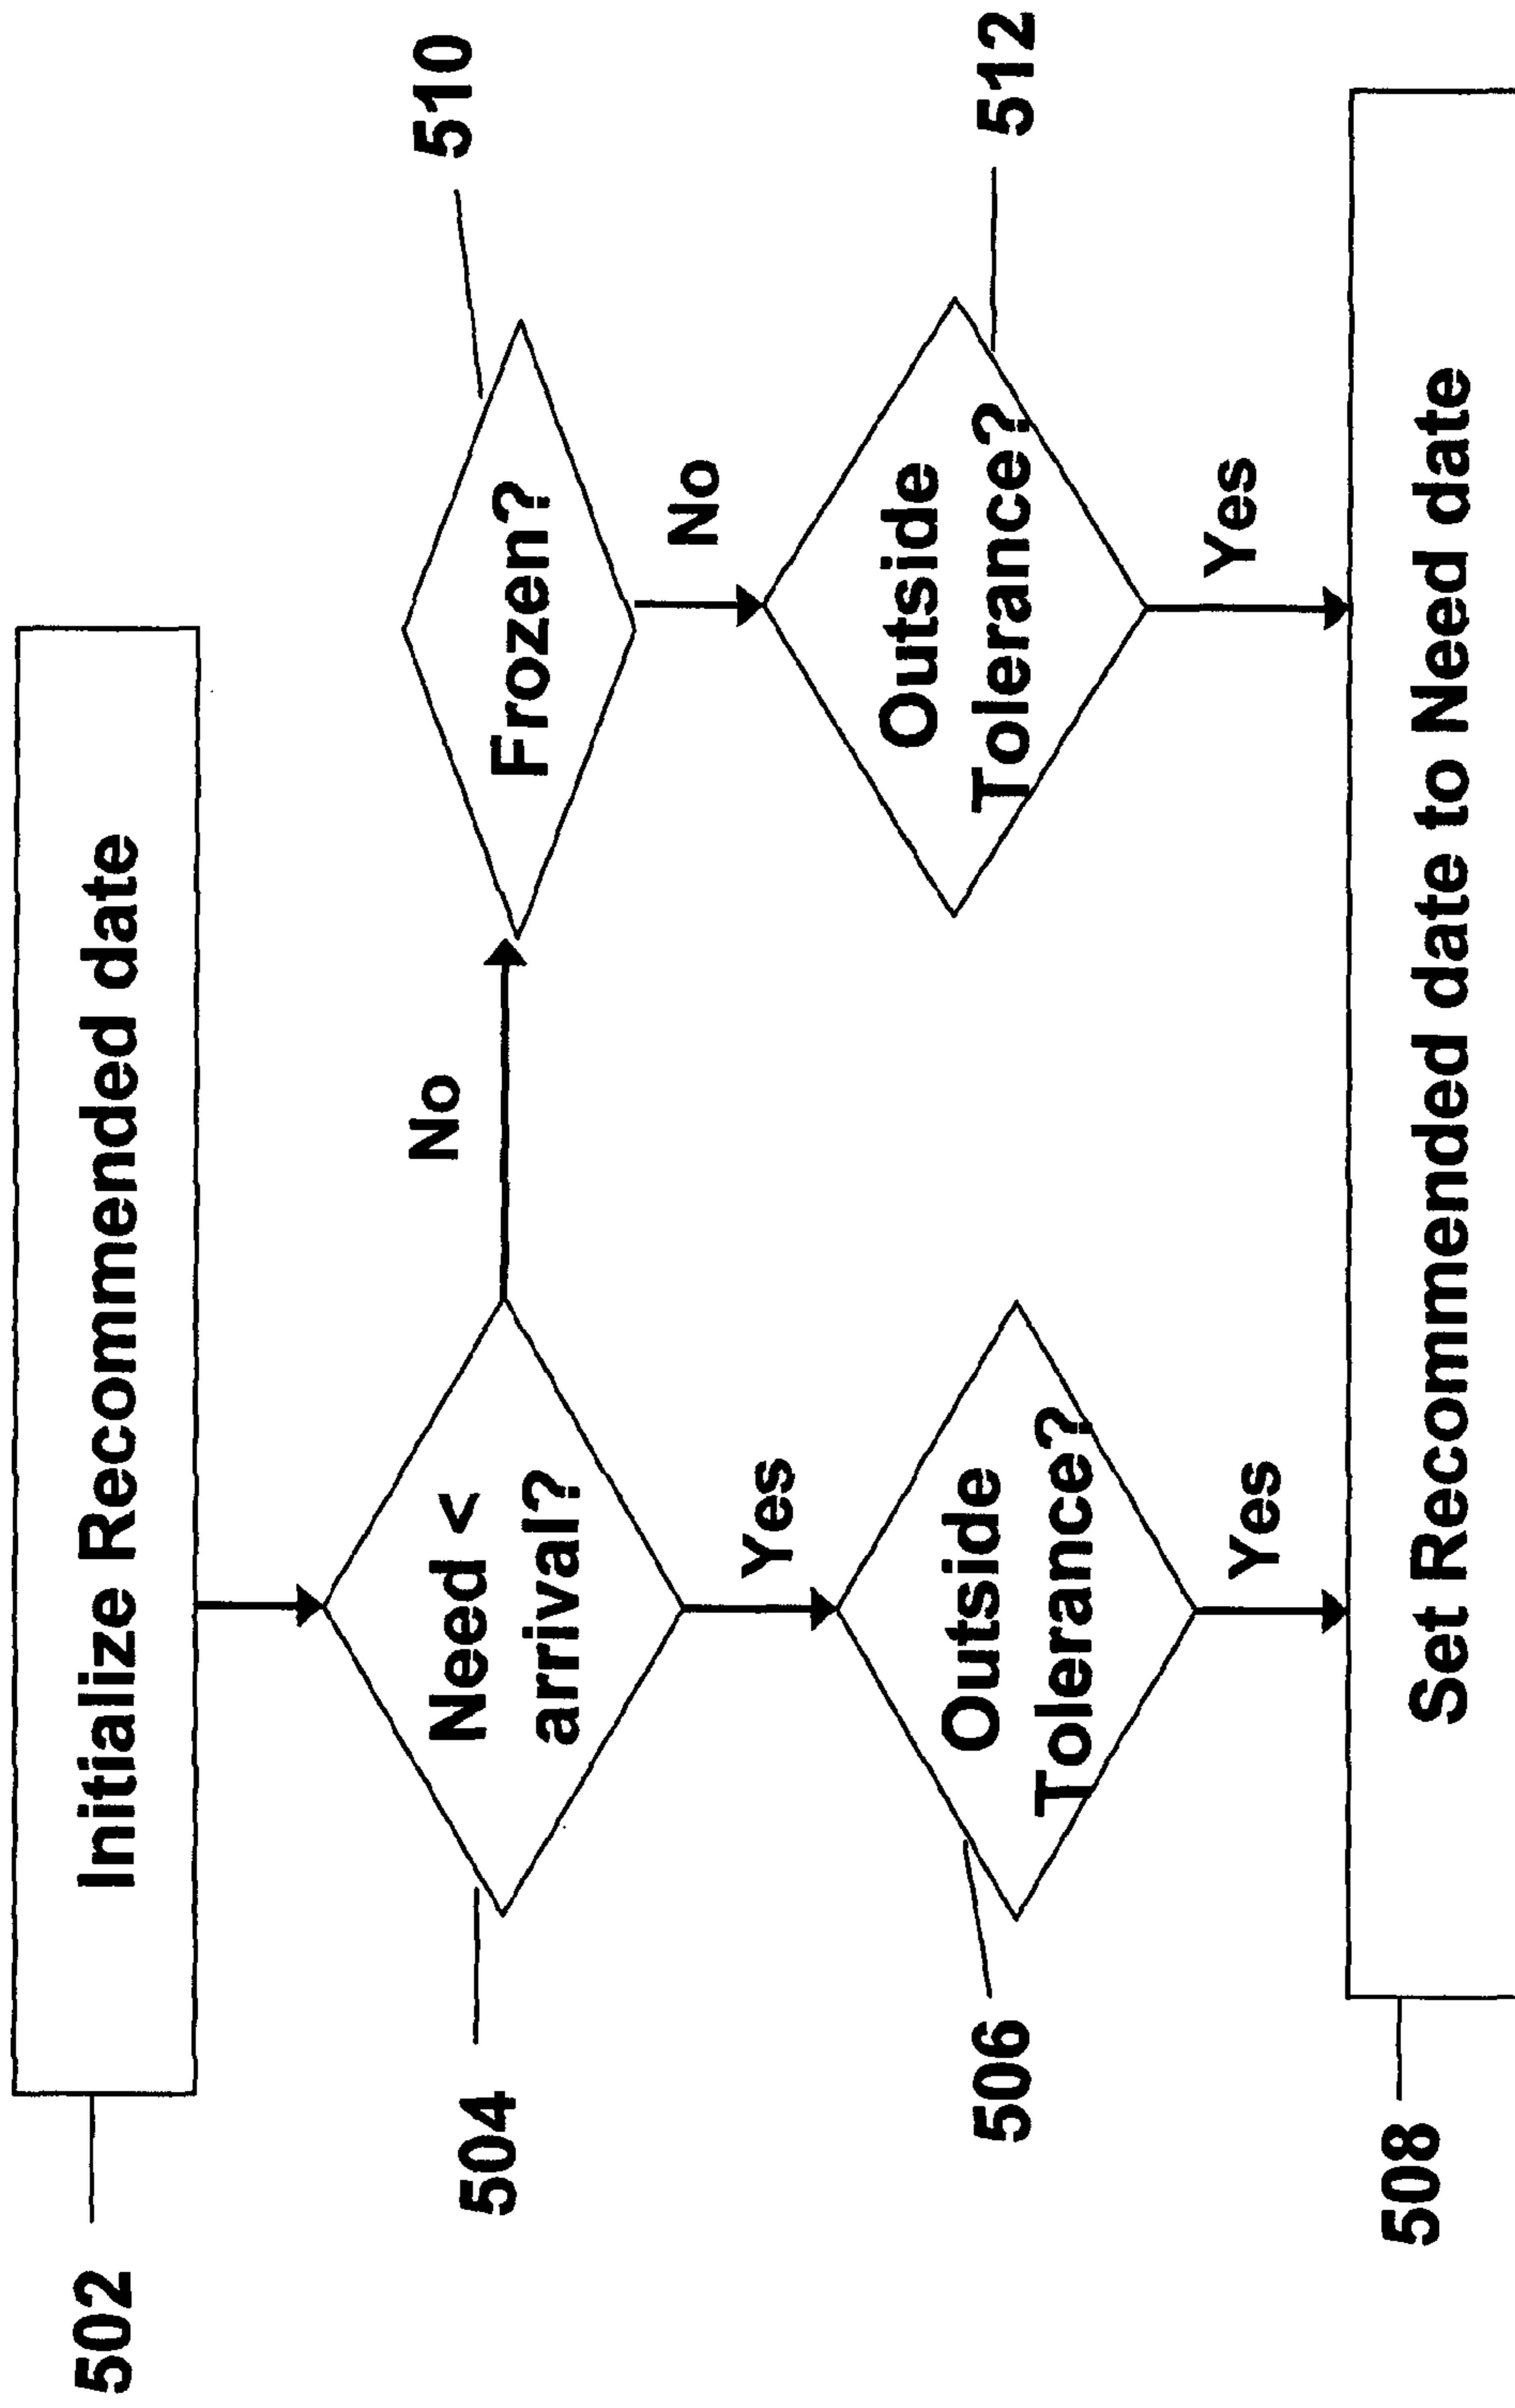 502
Initialize Recommended date
504
Need <
arrival?
No
Frozen?
510
Yes
No
506
Outside
Tolerance?
Outside
Tolerance?
512
Yes
Yes
508
Set Recommended date to Need date